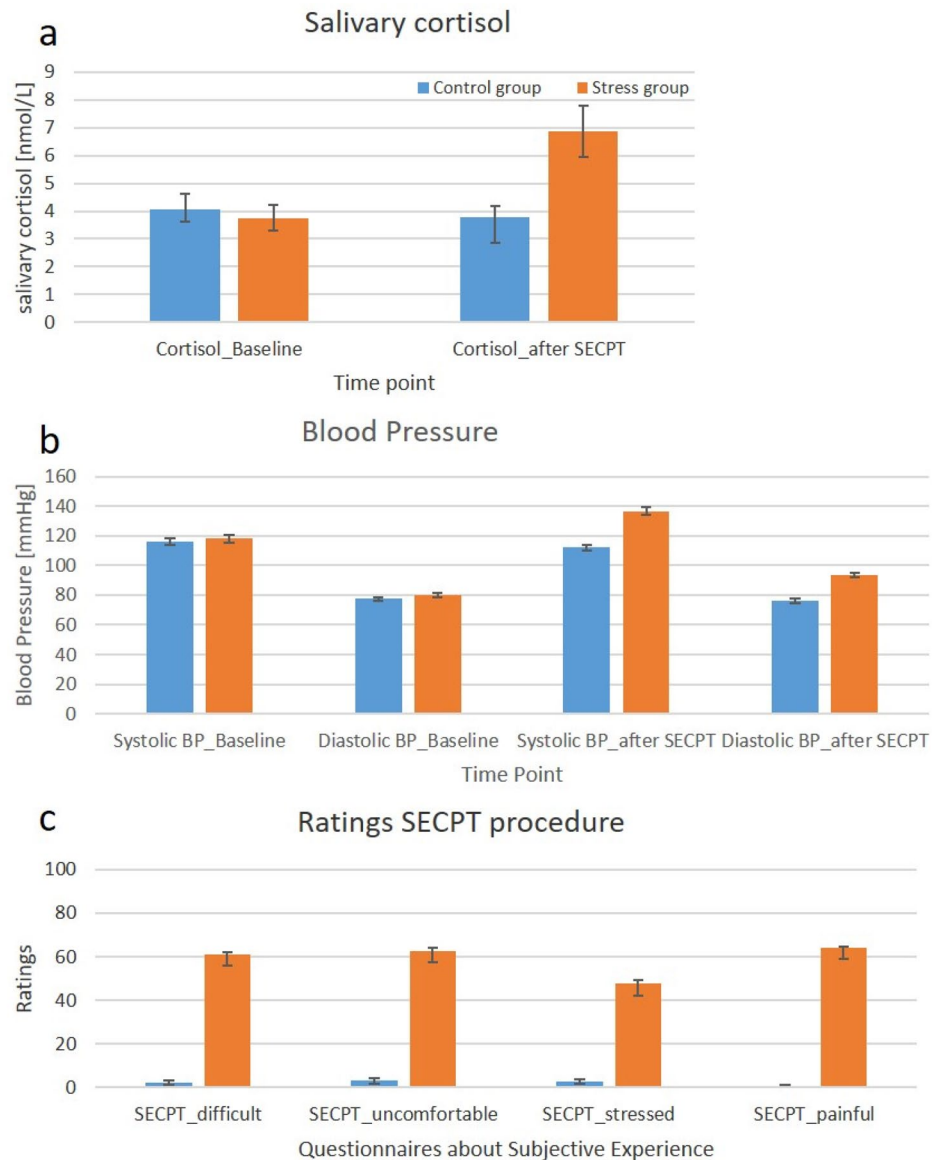 a
Salivary cortisol
Control group Stress group
salivary cortisol [nmol/L]
9
8
7
6
5
4
3
2
1
0
Cortisol_Baseline Cortisol_after SECPT
Time point
b
Blood Pressure
Blood Pressure [mmHg]
160
140
120
100
80
60
40
20
0
Systolic BP_Baseline Diastolic BP_Baseline Systolic BP_after SECPT Diastolic BP_after SECPT
Time Point
c
Ratings SECPT procedure
Ratings
100
80
60
40
20
0
SECPT_difficult SECPT_uncomfortable SECPT_stressed SECPT_painful
Questionnaires about Subjective Experience